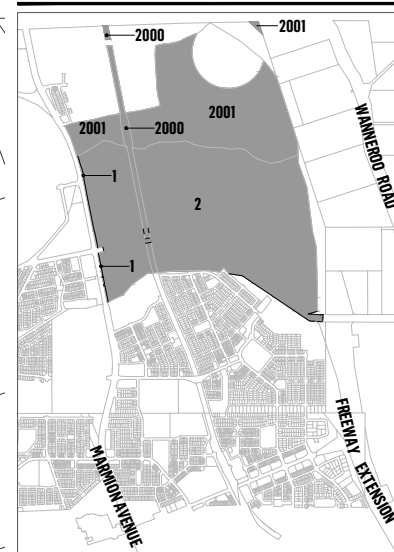 2000
2001
2001
2001
2000
WANNEROO ROAD
1
2
1
FREEWAY EXTENSION
MARMION AVENUE